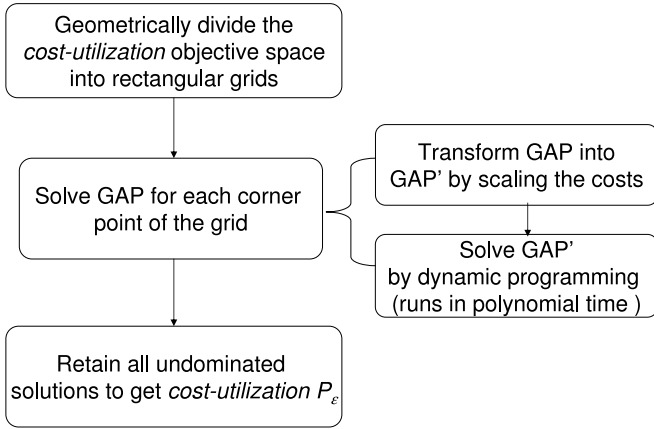 Geometrically divide the
cost-utilization objective space
into rectangular grids
Solve GAP for each corner
point of the grid
Transform GAP into
GAP' by scaling the costs
Solve GAP'
by dynamic programming
(runs in polynomial time )
Retain all undominated
solutions to get cost-utilization Pε